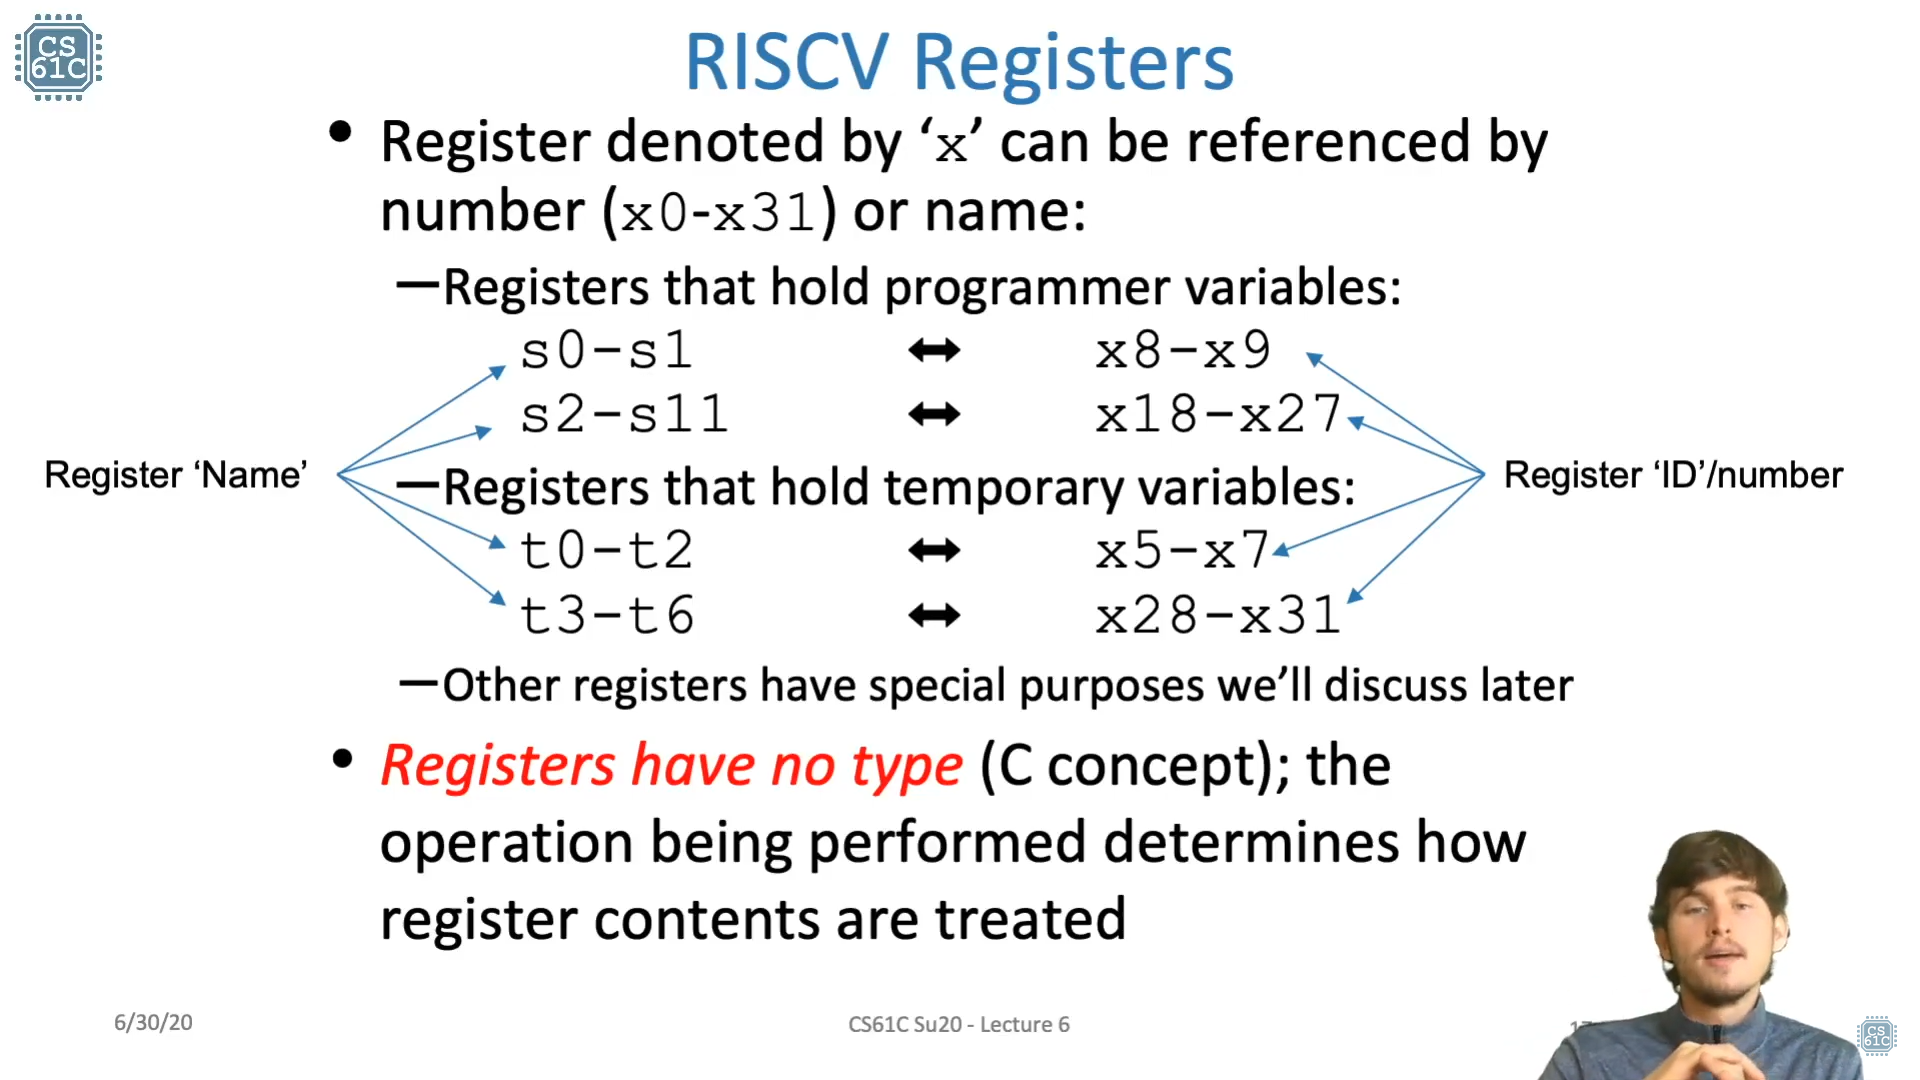 CS
61C
RISCV Registers
• Register denoted by ‘x’ can be referenced by
number (x0-x31) or name:
—Registers that hold programmer variables:
s0-s1 ↔ x8-x9
s2-s11 ↔ x18-x27
Register ‘Name’
Register ‘ID’/number
—Registers that hold temporary variables:
t0-t2 ↔ x5-x7
t3-t6 ↔ x28-x31
—Other registers have special purposes we’ll discuss later
• Registers have no type (C concept); the
operation being performed determines how
register contents are treated
6/30/20
CS61C Su20 - Lecture 6
CS
61C